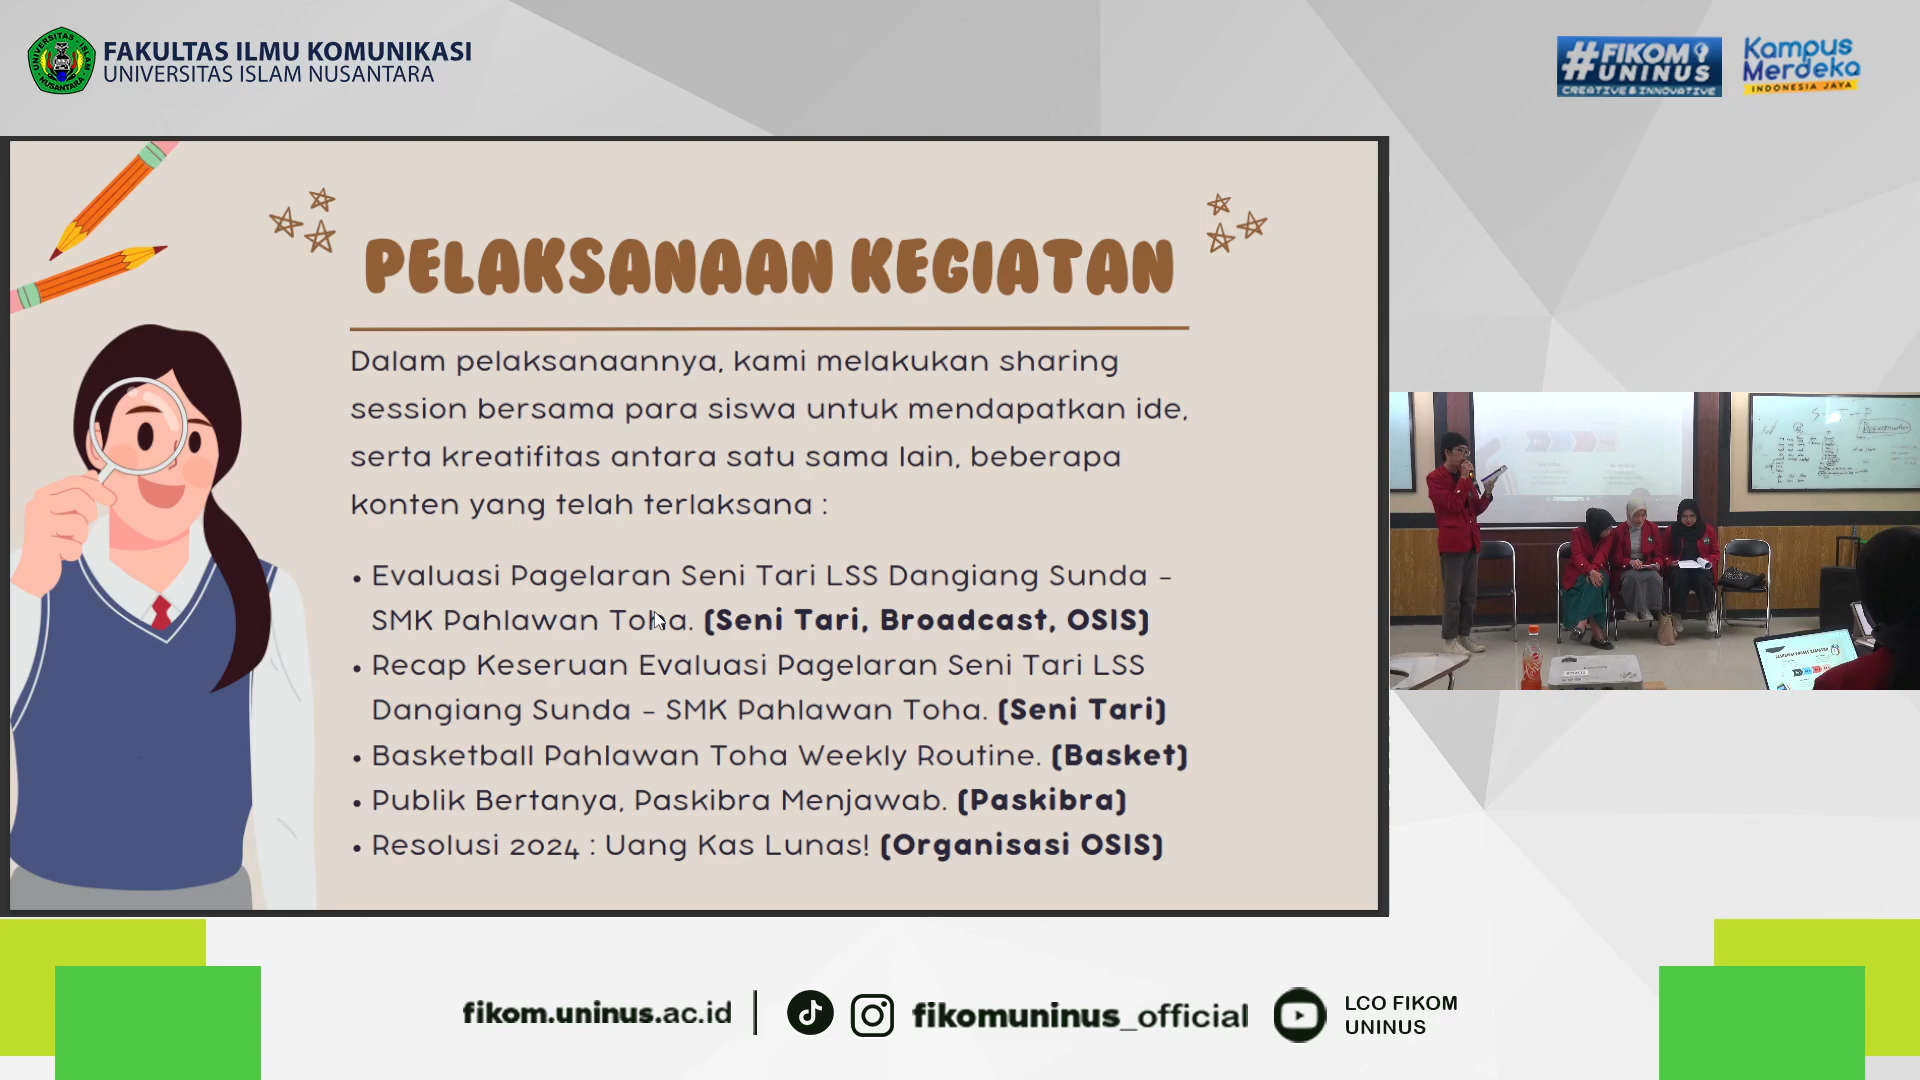 FAKULTAS ILMU KOMUNIKASI
UNIVERSITAS ISLAM NUSANTARA
UNIVERSITAS ISLAM
NUSANTARA
#FIKOM
UNINUS
CREATIVE & INNOVATIVE
Kampus
Merdeka
INDONESIA JAYA
PELAKSANAAN KEGIATAN
Dalam pelaksanaannya, kami melakukan sharing
session bersama para siswa untuk mendapatkan ide,
serta kreatifitas antara satu sama lain, beberapa
konten yang telah terlaksana :
• Evaluasi Pagelaran Seni Tari LSS Dangiang Sunda -
SMK Pahlawan Toha. (Seni Tari, Broadcast, OSIS)
• Recap Keseruan Evaluasi Pagelaran Seni Tari LSS
Dangiang Sunda - SMK Pahlawan Toha. (Seni Tari)
• Basketball Pahlawan Toha Weekly Routine. (Basket)
• Publik Bertanya, Paskibra Menjawab. (Paskibra)
• Resolusi 2024 : Uang Kas Lunas! (Organisasi OSIS)
S - T - P
fikom.uninus.ac.id
fikomuninus_official
LCO FIKOM
UNINUS